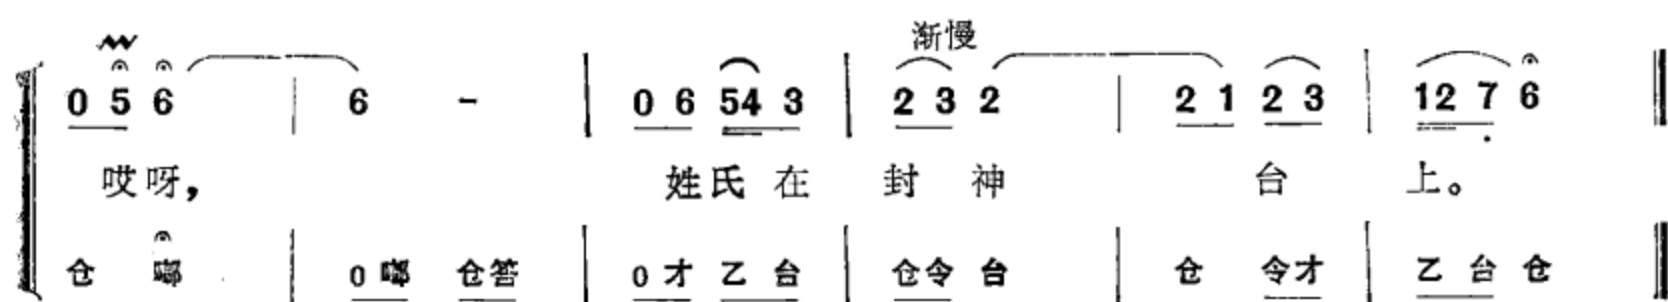 渐慢
0 5 6 | 6 - | 0 6 54 3 | 2 3 2 | 2 1 2 3 | 12 7 6
哎呀， 姓氏在 封 神 台 上。
仓 啷 | 0 啷 仓答 | 0 才 乙 台 | 仓令 台 | 仓 令才 | 乙 台 仓